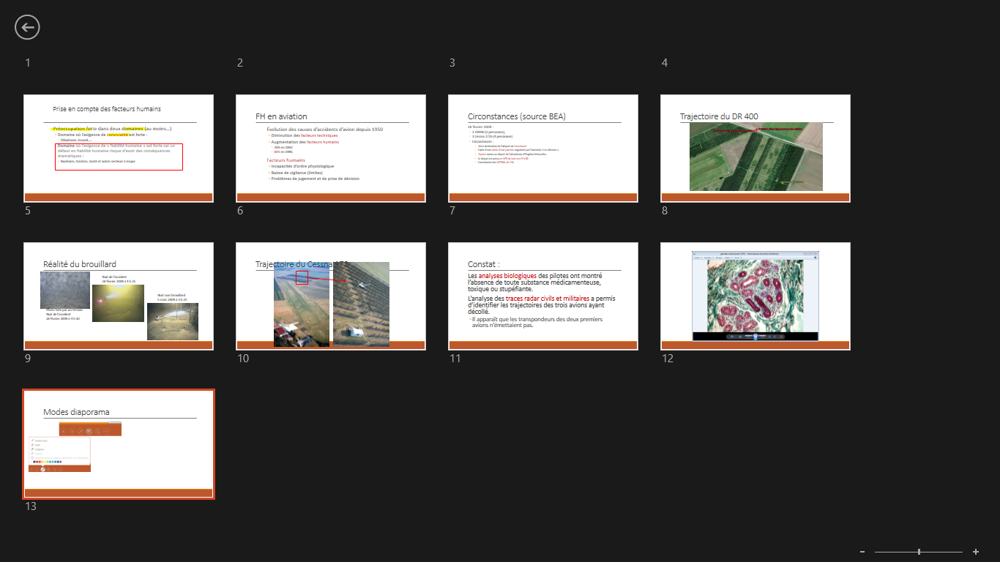 1
2
3
4
Prise en compte des facteurs humains
Préoccupation forte dans deux domaines (au moins…)
Domaine où l'exigence de convivialité est forte :
Téléphonie, Accueil, …
Domaine où l'exigence de « fiabilité humaine » est forte car un
défaut en fiabilité humaine risque d'avoir des conséquences
dramatiques :
Nucléaire, Aviation, Santé et autres secteurs à risque
FH en aviation
Évolution des causes d'accidents d'avion depuis 1950
Diminution des facteurs techniques
Augmentation des facteurs humains
20% en 1950
80% en 1996
Facteurs humains
Incapacités d'ordre physiologique
Baisse de vigilance (limites)
Problèmes de jugement et de prise de décision
Circonstances (source BEA)
28 février 2009 :
1 DR400 (2 personnes),
1 Cessna 172S (4 personnes)
Circonstances :
Trajectoire du DR 400
5
6
7
8
Réalité du brouillard
Nuit de l'accident
28 février 2009 à 4 h 25
Nuit sans brouillard
5 mars 2009 à 4 h 25
Photo faite par un témoin
Nuit de l'accident
28 février 2009 à 4 h 30
Trajectoire du Cessna 172
Constat :
Les analyses biologiques des pilotes ont montré
l'absence de toute substance médicamenteuse,
toxique ou stupéfiante.
L'analyse des traces radar civils et militaires a permis
d'identifier les trajectoires des trois avions ayant
décollé.
Il apparaît que les transpondeurs des deux premiers
avions n'émettaient pas.
9
10
11
12
Modes diaporama
13